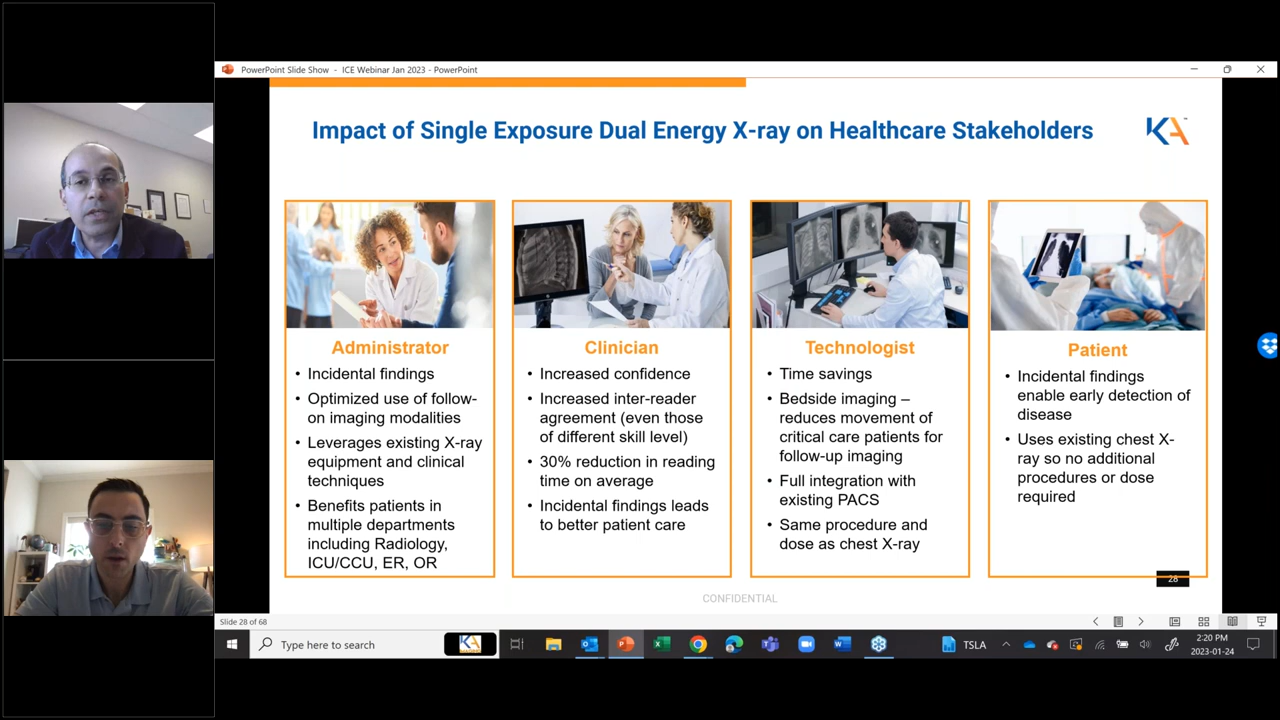 PowerPoint Slide Show - ICE Webinar Jan 2023 - PowerPoint
Impact of Single Exposure Dual Energy X-ray on Healthcare Stakeholders
KA
Administrator
• Incidental findings
• Optimized use of follow-
on imaging modalities
• Leverages existing X-ray
equipment and clinical
techniques
• Benefits patients in
multiple departments
including Radiology,
ICU/CCU, ER, OR
Clinician
• Increased confidence
• Increased inter-reader
agreement (even those
of different skill level)
• 30% reduction in reading
time on average
• Incidental findings leads
to better patient care
Technologist
• Time savings
• Bedside imaging –
reduces movement of
critical care patients for
follow-up imaging
• Full integration with
existing PACS
• Same procedure and
dose as chest X-ray
Patient
• Incidental findings
enable early detection of
disease
• Uses existing chest X-
ray so no additional
procedures or dose
required
28
CONFIDENTIAL
Slide 28 of 68
Type here to search
KA
TSLA
2:20 PM
2023-01-24